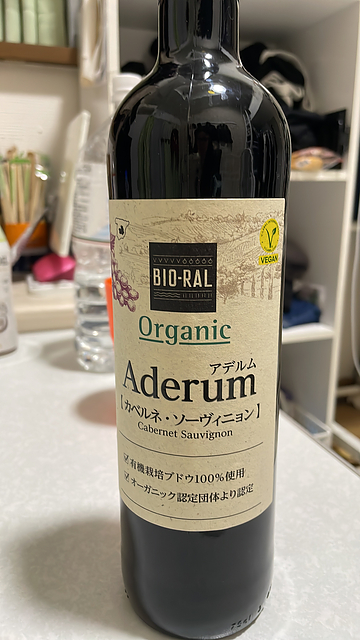 BIO-RAL
VEGAN
Organic
アデルム
Aderum
【カベルネ・ソーヴィニョン】
Cabernet Sauvignon
有機栽培ブドウ100%使用
オーガニック認定団体より認定